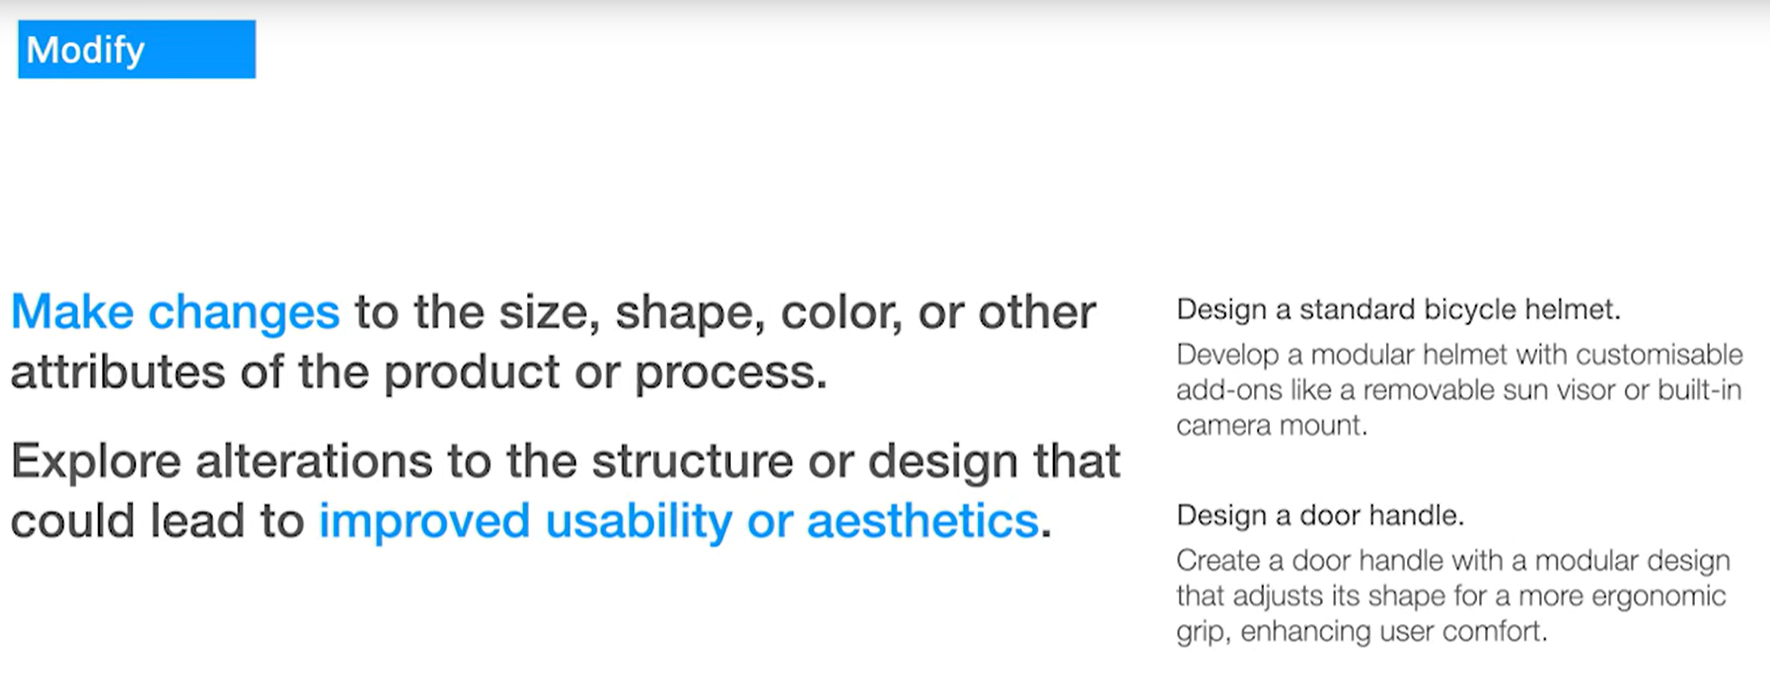 Modify
Make changes to the size, shape, color, or other
attributes of the product or process.
Explore alterations to the structure or design that
could lead to improved usability or aesthetics.
Design a standard bicycle helmet.
Develop a modular helmet with customisable
add-ons like a removable sun visor or built-in
camera mount.
Design a door handle.
Create a door handle with a modular design
that adjusts its shape for a more ergonomic
grip, enhancing user comfort.